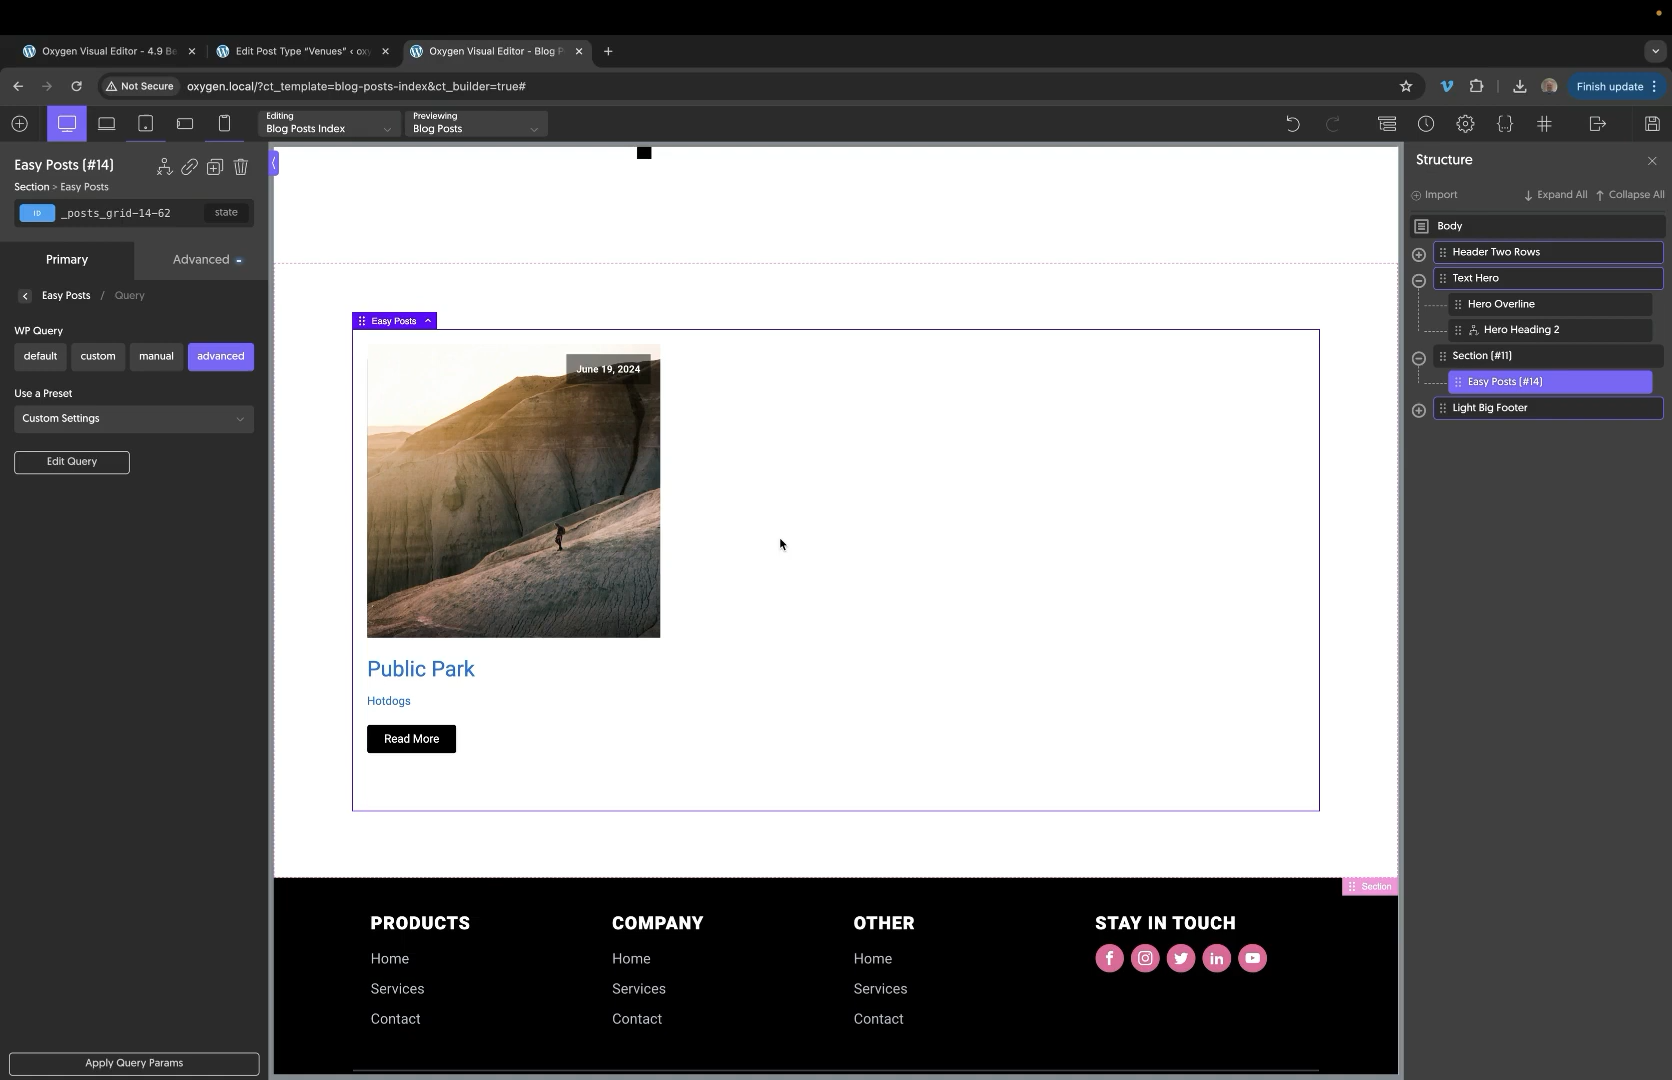 Oxygen Visual Editor - 4.9 Be
Edit Post Type “Venues” ‹ oxy
Oxygen Visual Editor - Blog P
Not Secure
oxygen.local/?ct_template=blog-posts-index&ct_builder=true#
Finish update
Editing
Blog Posts Index
Previewing
Blog Posts
Easy Posts (#14)
Section > Easy Posts
ID
_posts_grid-14-62
state
Primary
Advanced
Easy Posts / Query
WP Query
default
custom
manual
advanced
Use a Preset
Custom Settings
Edit Query
Apply Query Params
Easy Posts
June 19, 2024
Public Park
Hotdogs
Read More
Section
PRODUCTS
Home
Services
Contact
COMPANY
Home
Services
Contact
OTHER
Home
Services
Contact
STAY IN TOUCH
Structure
Import
Expand All
Collapse All
Body
Header Two Rows
Text Hero
Hero Overline
Hero Heading 2
Section (#11)
Easy Posts (#14)
Light Big Footer